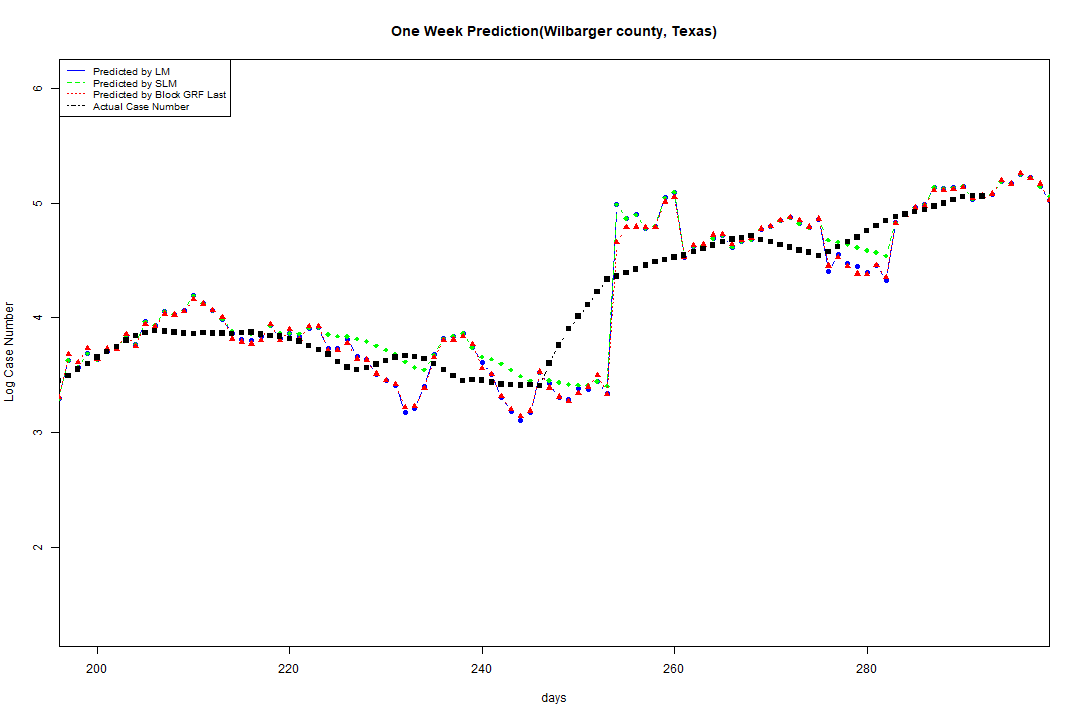 One Week Prediction(Wilbarger county, Texas)
Predicted by LM
Predicted by SLM
Predicted by Block GRF Last
Actual Case Number
6
5
4
3
2
Log Case Number
200 220 240 260 280
days